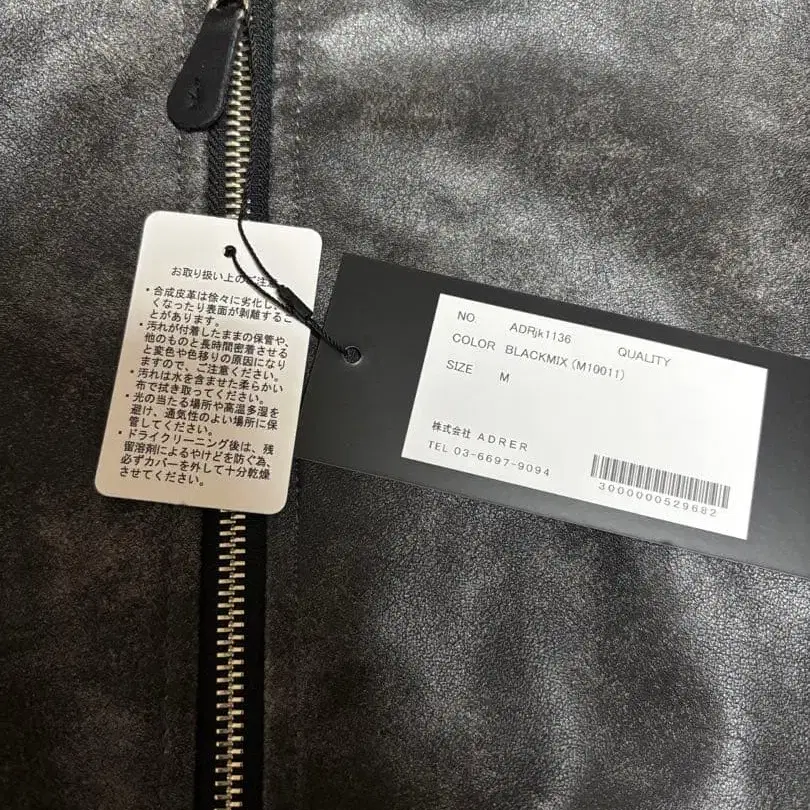 お取り扱い上のご注意
・合成皮革は徐々に劣化し、
くなったり表面が剥離するこ
とがあります。
・汚れが付着したままの保管や、
他のものと長時間密着させる
と変色や色移りの原因になり
ますので、ご注意ください。
・汚れは水を含ませた柔らかい
布で拭き取ってください。
・光の当たる場所や高温多湿を
避け、通気性のよい場所に保
管してください。
・ドライクリーニング後は、残
留溶剤によるやけどを防ぐ為、
必ずカバーを外して十分乾燥
させてください。
NO ADRjk1136 QUALITY
COLOR BLACKMIX (M10011)
SIZE M
株式会社 ADRER
TEL 03-6697-9094
3000000529682